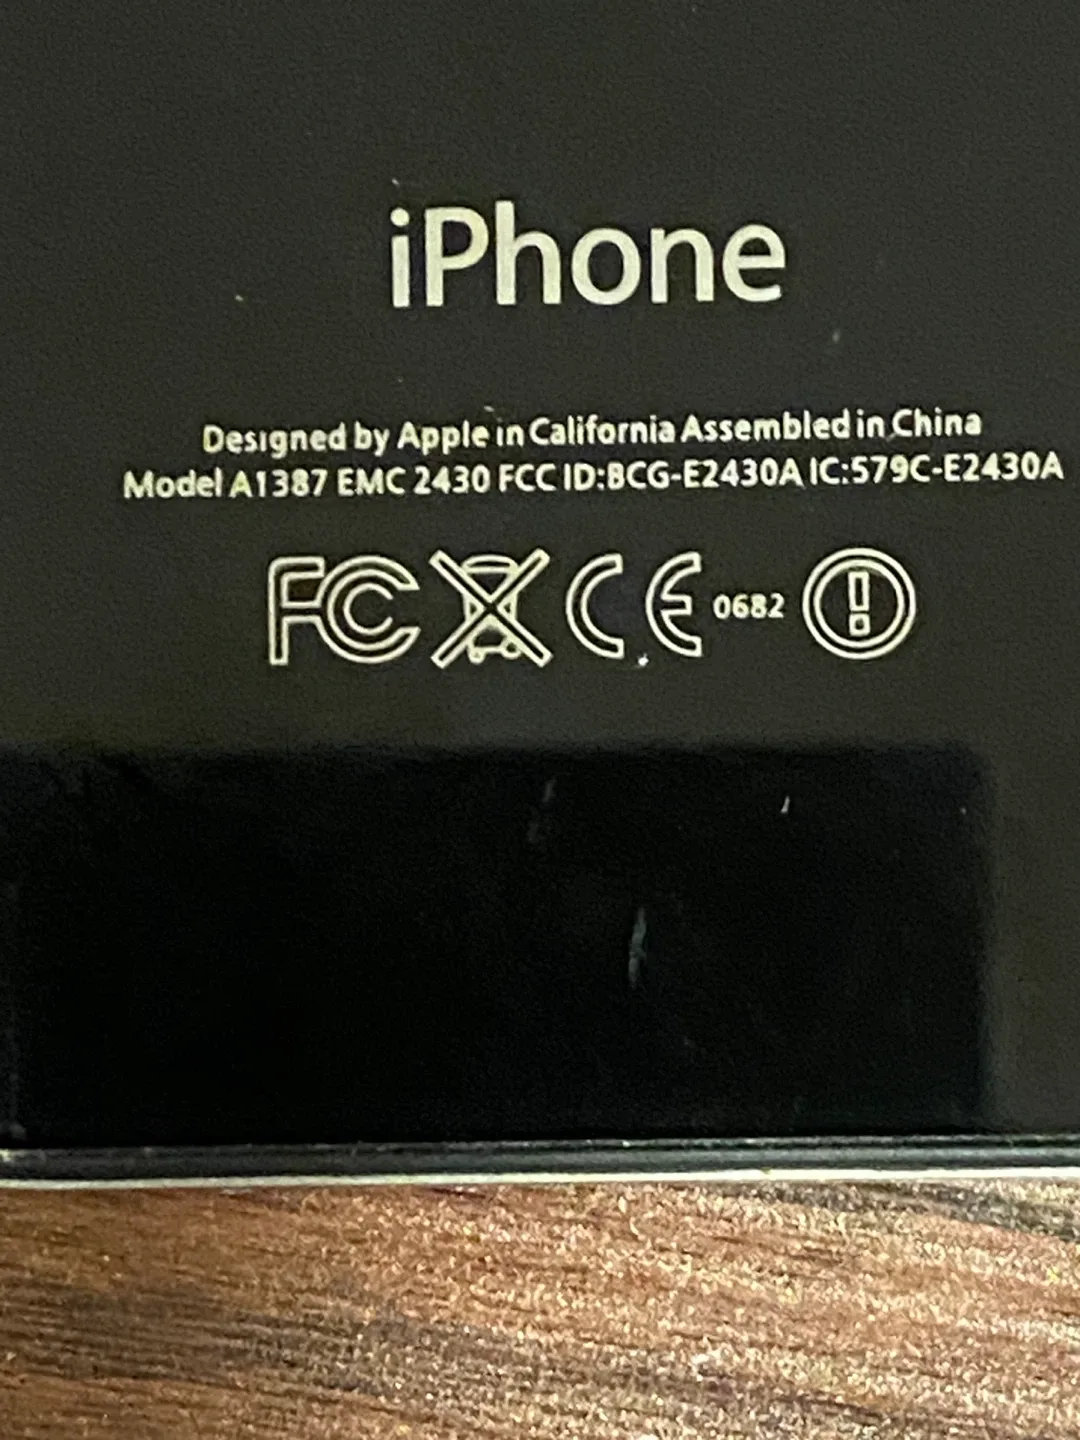 iPhone
Designed by Apple in California Assembled in China
Model A1387 EMC 2430 FCC ID:BCG-E2430A IC:579C-E2430A
FC CE 0682 !